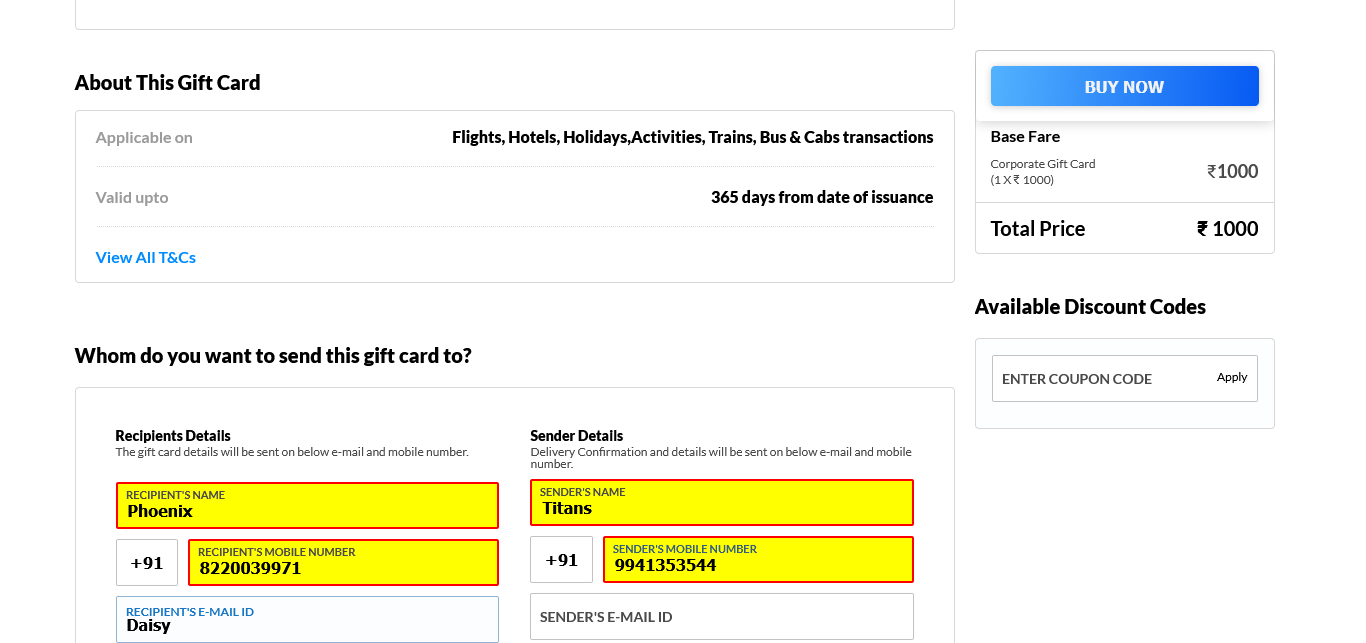 About This Gift Card
Applicable on
Flights, Hotels, Holidays,Activities, Trains, Bus & Cabs transactions
Valid upto
365 days from date of issuance
View All T&Cs
Whom do you want to send this gift card to?
Recipients Details
The gift card details will be sent on below e-mail and mobile number.
RECIPIENT'S NAME
Phoenix
+91
RECIPIENT'S MOBILE NUMBER
8220039971
RECIPIENT'S E-MAIL ID
Daisy
Sender Details
Delivery Confirmation and details will be sent on below e-mail and mobile
number.
SENDER'S NAME
Titans
+91
SENDER'S MOBILE NUMBER
9941353544
SENDER'S E-MAIL ID
BUY NOW
Base Fare
Corporate Gift Card
(1 X ₹ 1000)
₹1000
Total Price
₹ 1000
Available Discount Codes
ENTER COUPON CODE
Apply